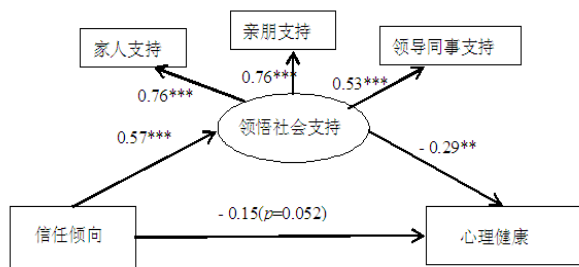 亲朋支持
家人支持
领导同事支持
0.76***
0.76***
0.53***
领悟社会支持
0.57***
- 0.29**
- 0.15(p=0.052)
信任倾向
心理健康